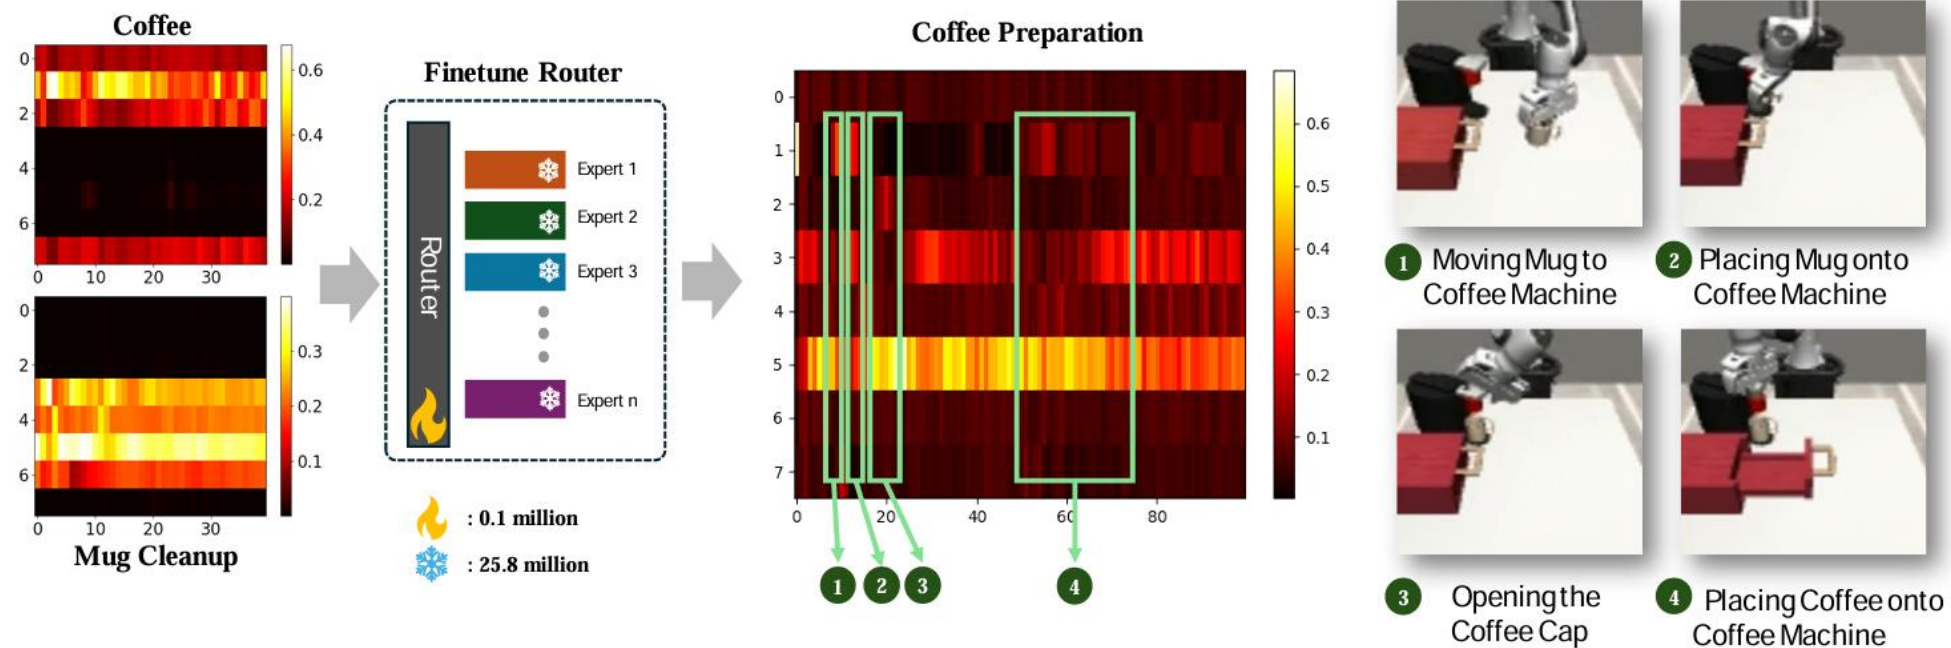 Coffee
0
2
4
6
0 10 20 30
0.6
0.4
0.2
0
2
4
6
0 10 20 30
0.3
0.2
0.1
Mug Cleanup
Finetune Router
Router
Expert 1
Expert 2
Expert 3
Expert n
: 0.1 million
: 25.8 million
Coffee Preparation
0
1
2
3
4
5
6
7
0 20 40 60 80
0.6
0.5
0.4
0.3
0.2
0.1
1 2 3 4
1 Moving Mug to
Coffee Machine
2 Placing Mug onto
Coffee Machine
3 Opening the
Coffee Cap
4 Placing Coffee onto
Coffee Machine